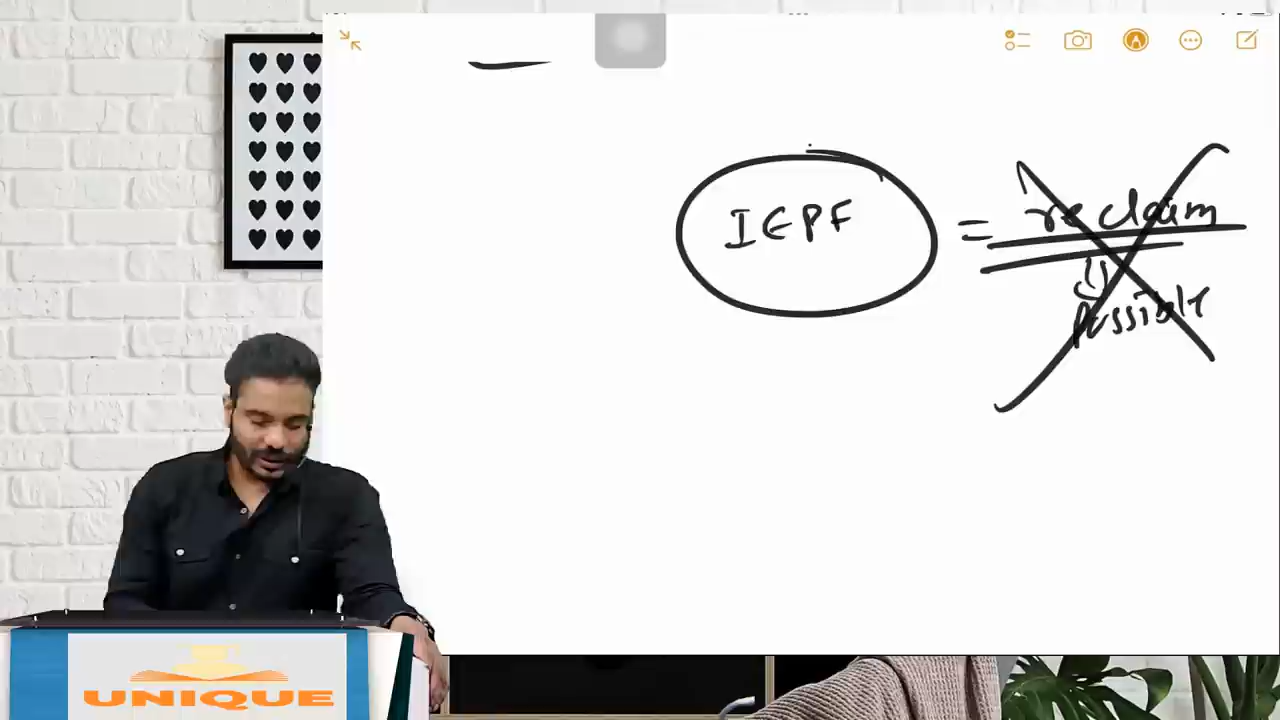 IEPF = reclaim
possible
UNIQUE